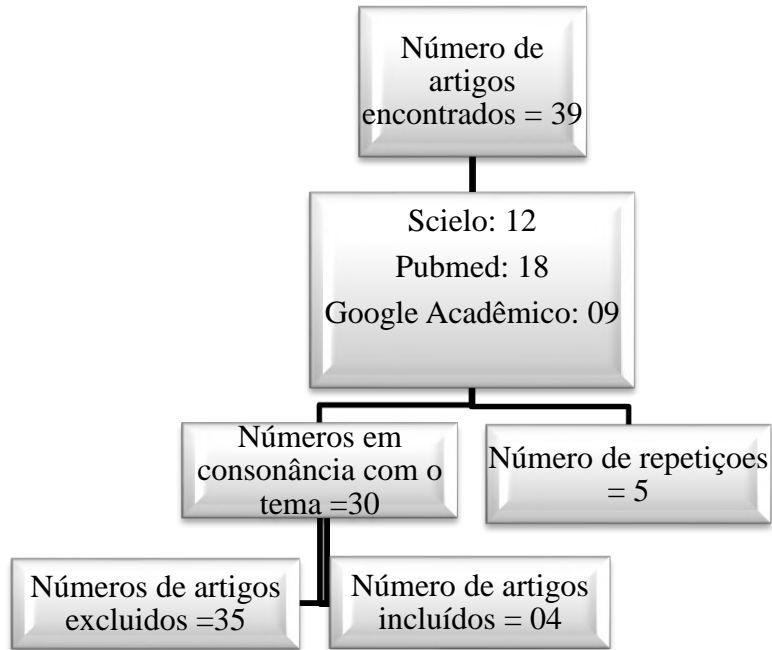 Número de
artigos
encontrados = 39
Scielo: 12
Pubmed: 18
Google Acadêmico: 09
Números em
consonância com o
tema =30
Número de repetiçoes
= 5
Números de artigos
excluidos =35
Número de artigos
incluídos = 04